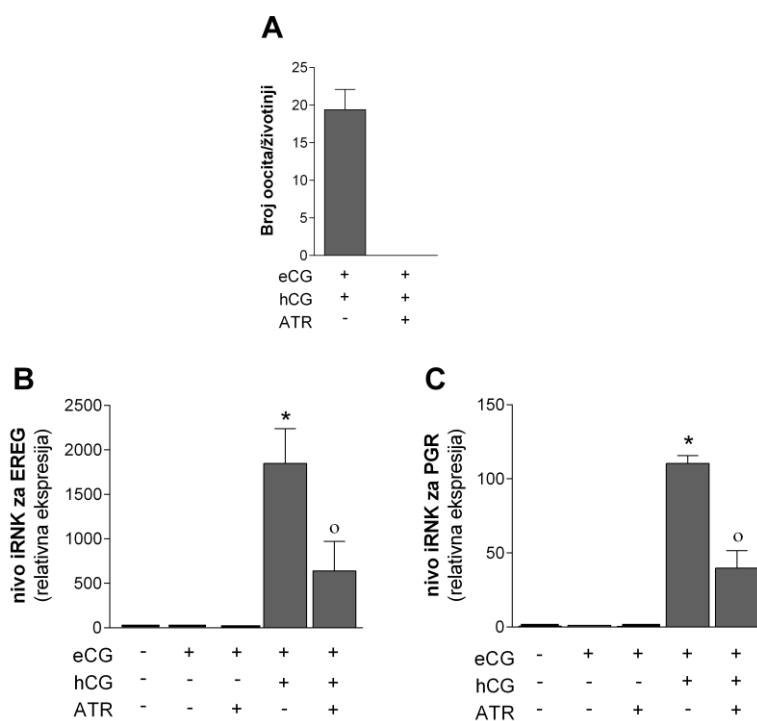 A
Broj oocita/životinji
25
20
15
10
5
0
eCG + +
hCG + +
ATR - +
B
nivo iRNK za EREG
(relativna ekspresija)
2500
2000
1500
1000
500
0
*
o
eCG - + + + +
hCG - - - + +
ATR - - + - +
C
nivo iRNK za PGR
(relativna ekspresija)
150
100
50
0
*
o
eCG - + + + +
hCG - - - + +
ATR - - + - +